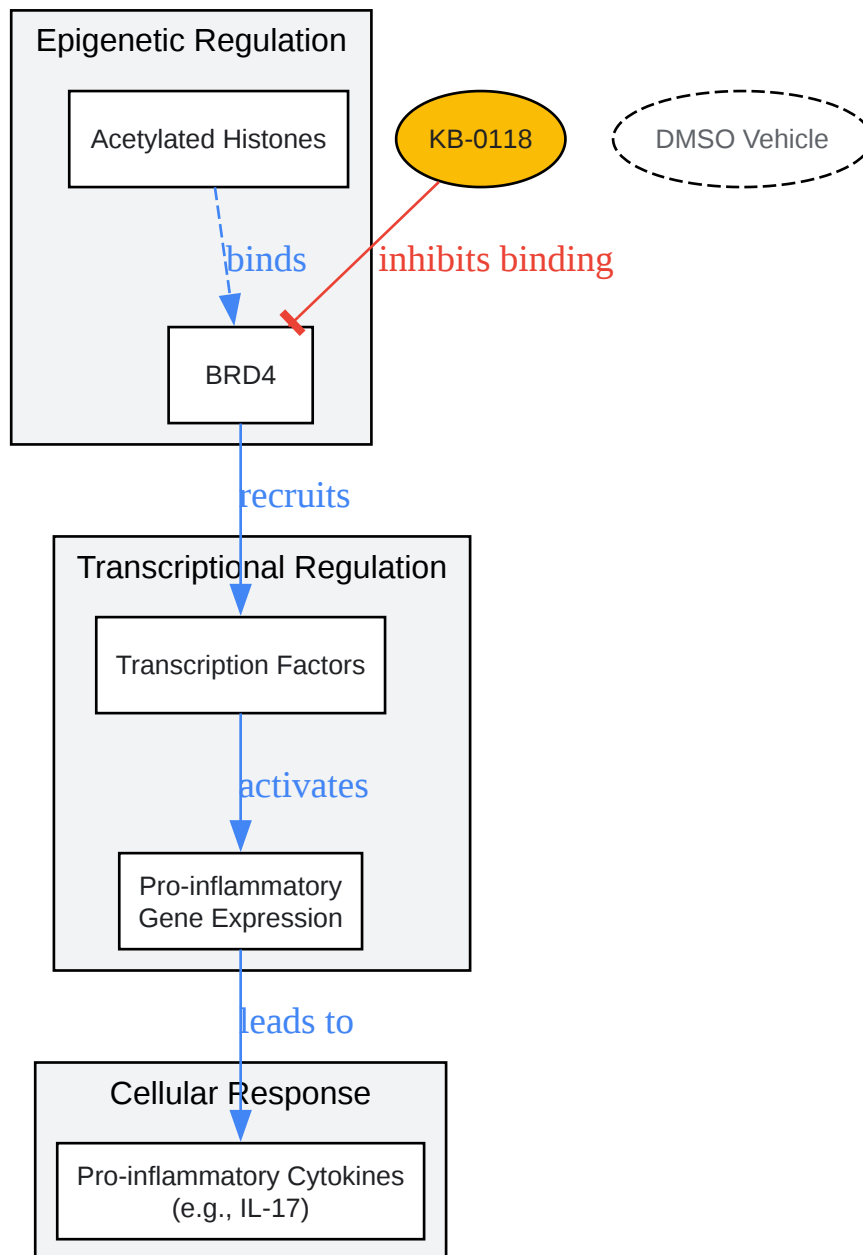 Epigenetic Regulation
Acetylated Histones
KB-0118
DMSO Vehicle
binds
inhibits binding
BRD4
recruits
Transcriptional Regulation
Transcription Factors
activates
Pro-inflammatory
Gene Expression
leads to
Cellular Response
Pro-inflammatory Cytokines
(e.g., IL-17)